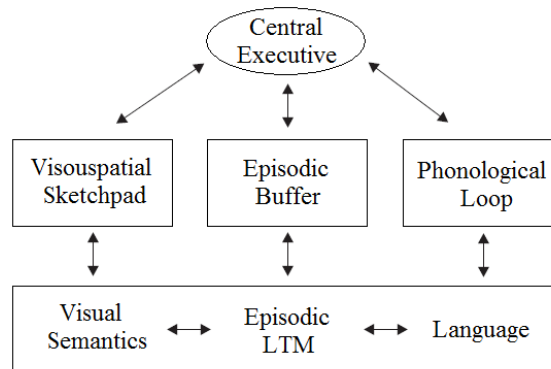 Central
Executive
Visouspatial
Sketchpad
Episodic
Buffer
Phonological
Loop
Visual
Semantics
Episodic
LTM
Language